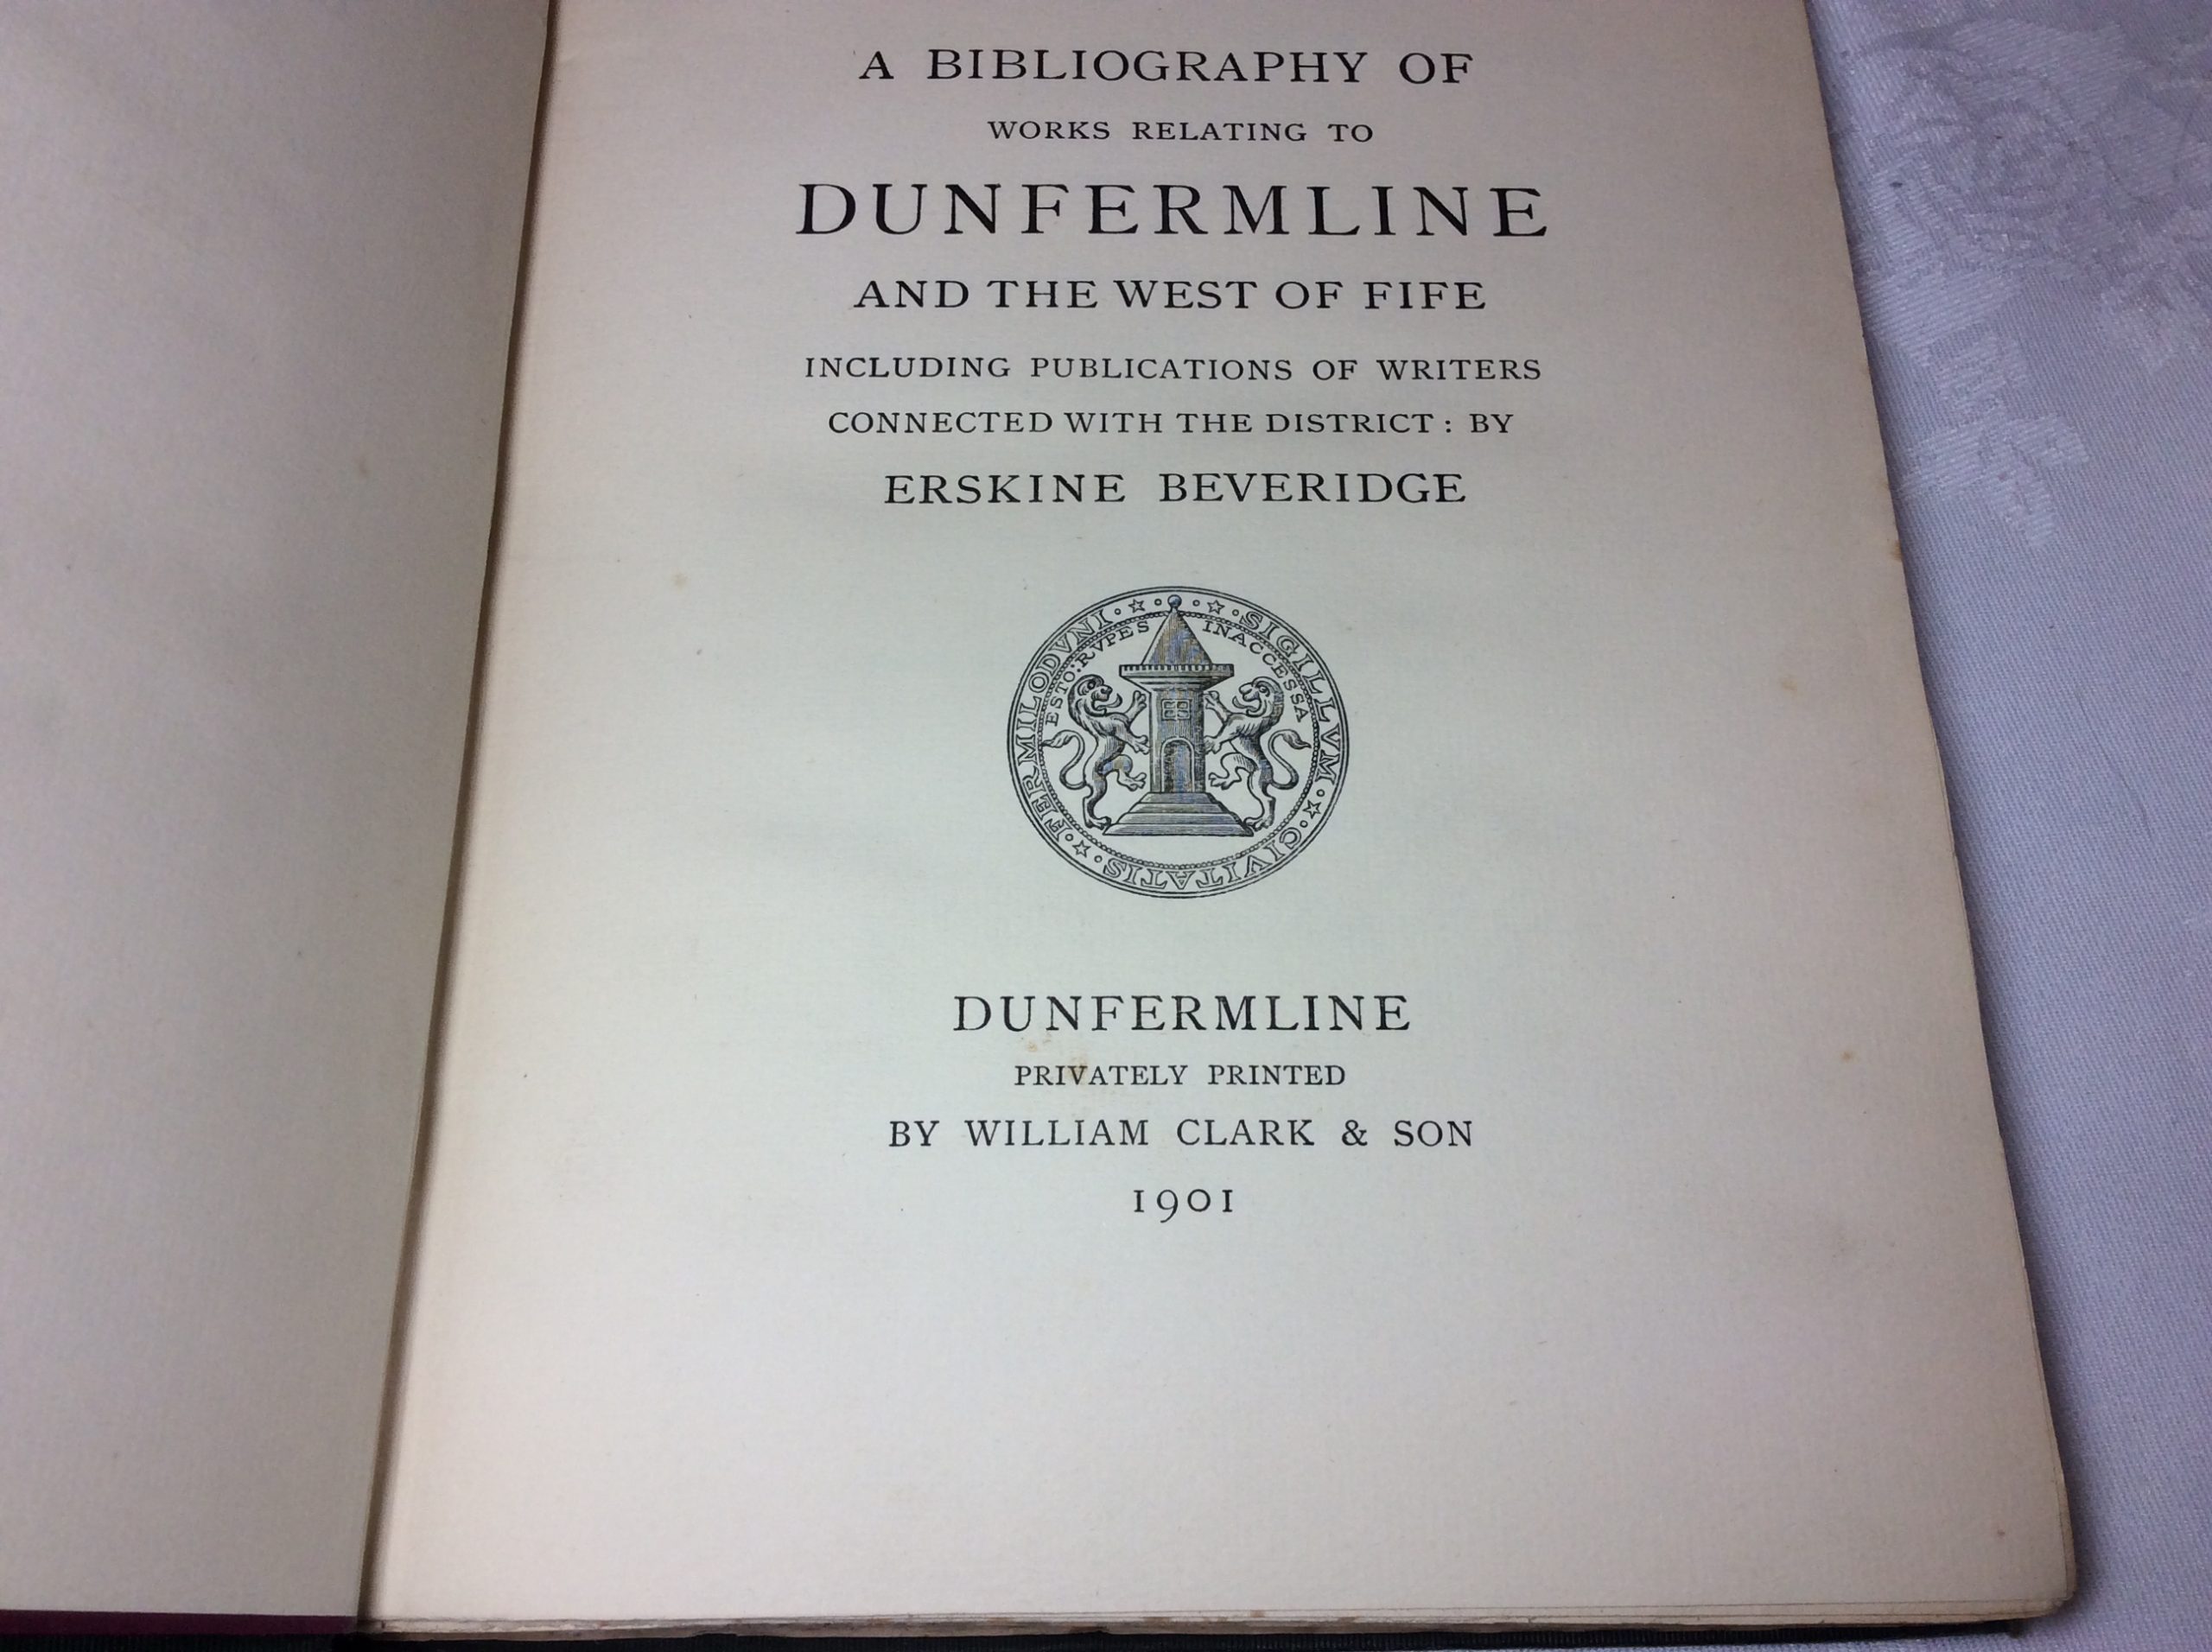 A BIBLIOGRAPHY OF
WORKS RELATING TO
DUNFERMLINE
AND THE WEST OF FIFE
INCLUDING PUBLICATIONS OF WRITERS
CONNECTED WITH THE DISTRICT: BY
ERSKINE BEVERIDGE
SIGILLVM · CIVITATIS · FERMILODVNI
ESTO: RVPES INACCESSA
DUNFERMLINE
PRIVATELY PRINTED
BY WILLIAM CLARK & SON
1901